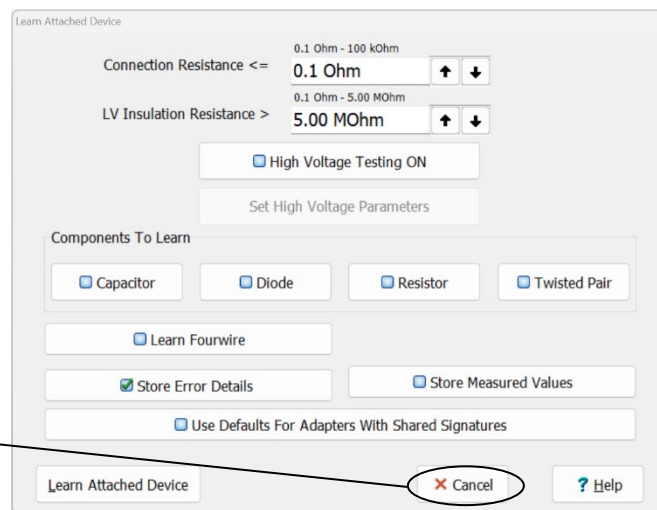 Learn Attached Device
0.1 Ohm - 100 kOhm
Connection Resistance <= 0.1 Ohm
0.1 Ohm - 5.00 MOhm
LV Insulation Resistance > 5.00 MOhm
High Voltage Testing ON
Set High Voltage Parameters
Components To Learn
Capacitor Diode Resistor Twisted Pair
Learn Fourwire
Store Error Details Store Measured Values
Use Defaults For Adapters With Shared Signatures
Learn Attached Device Cancel ? Help